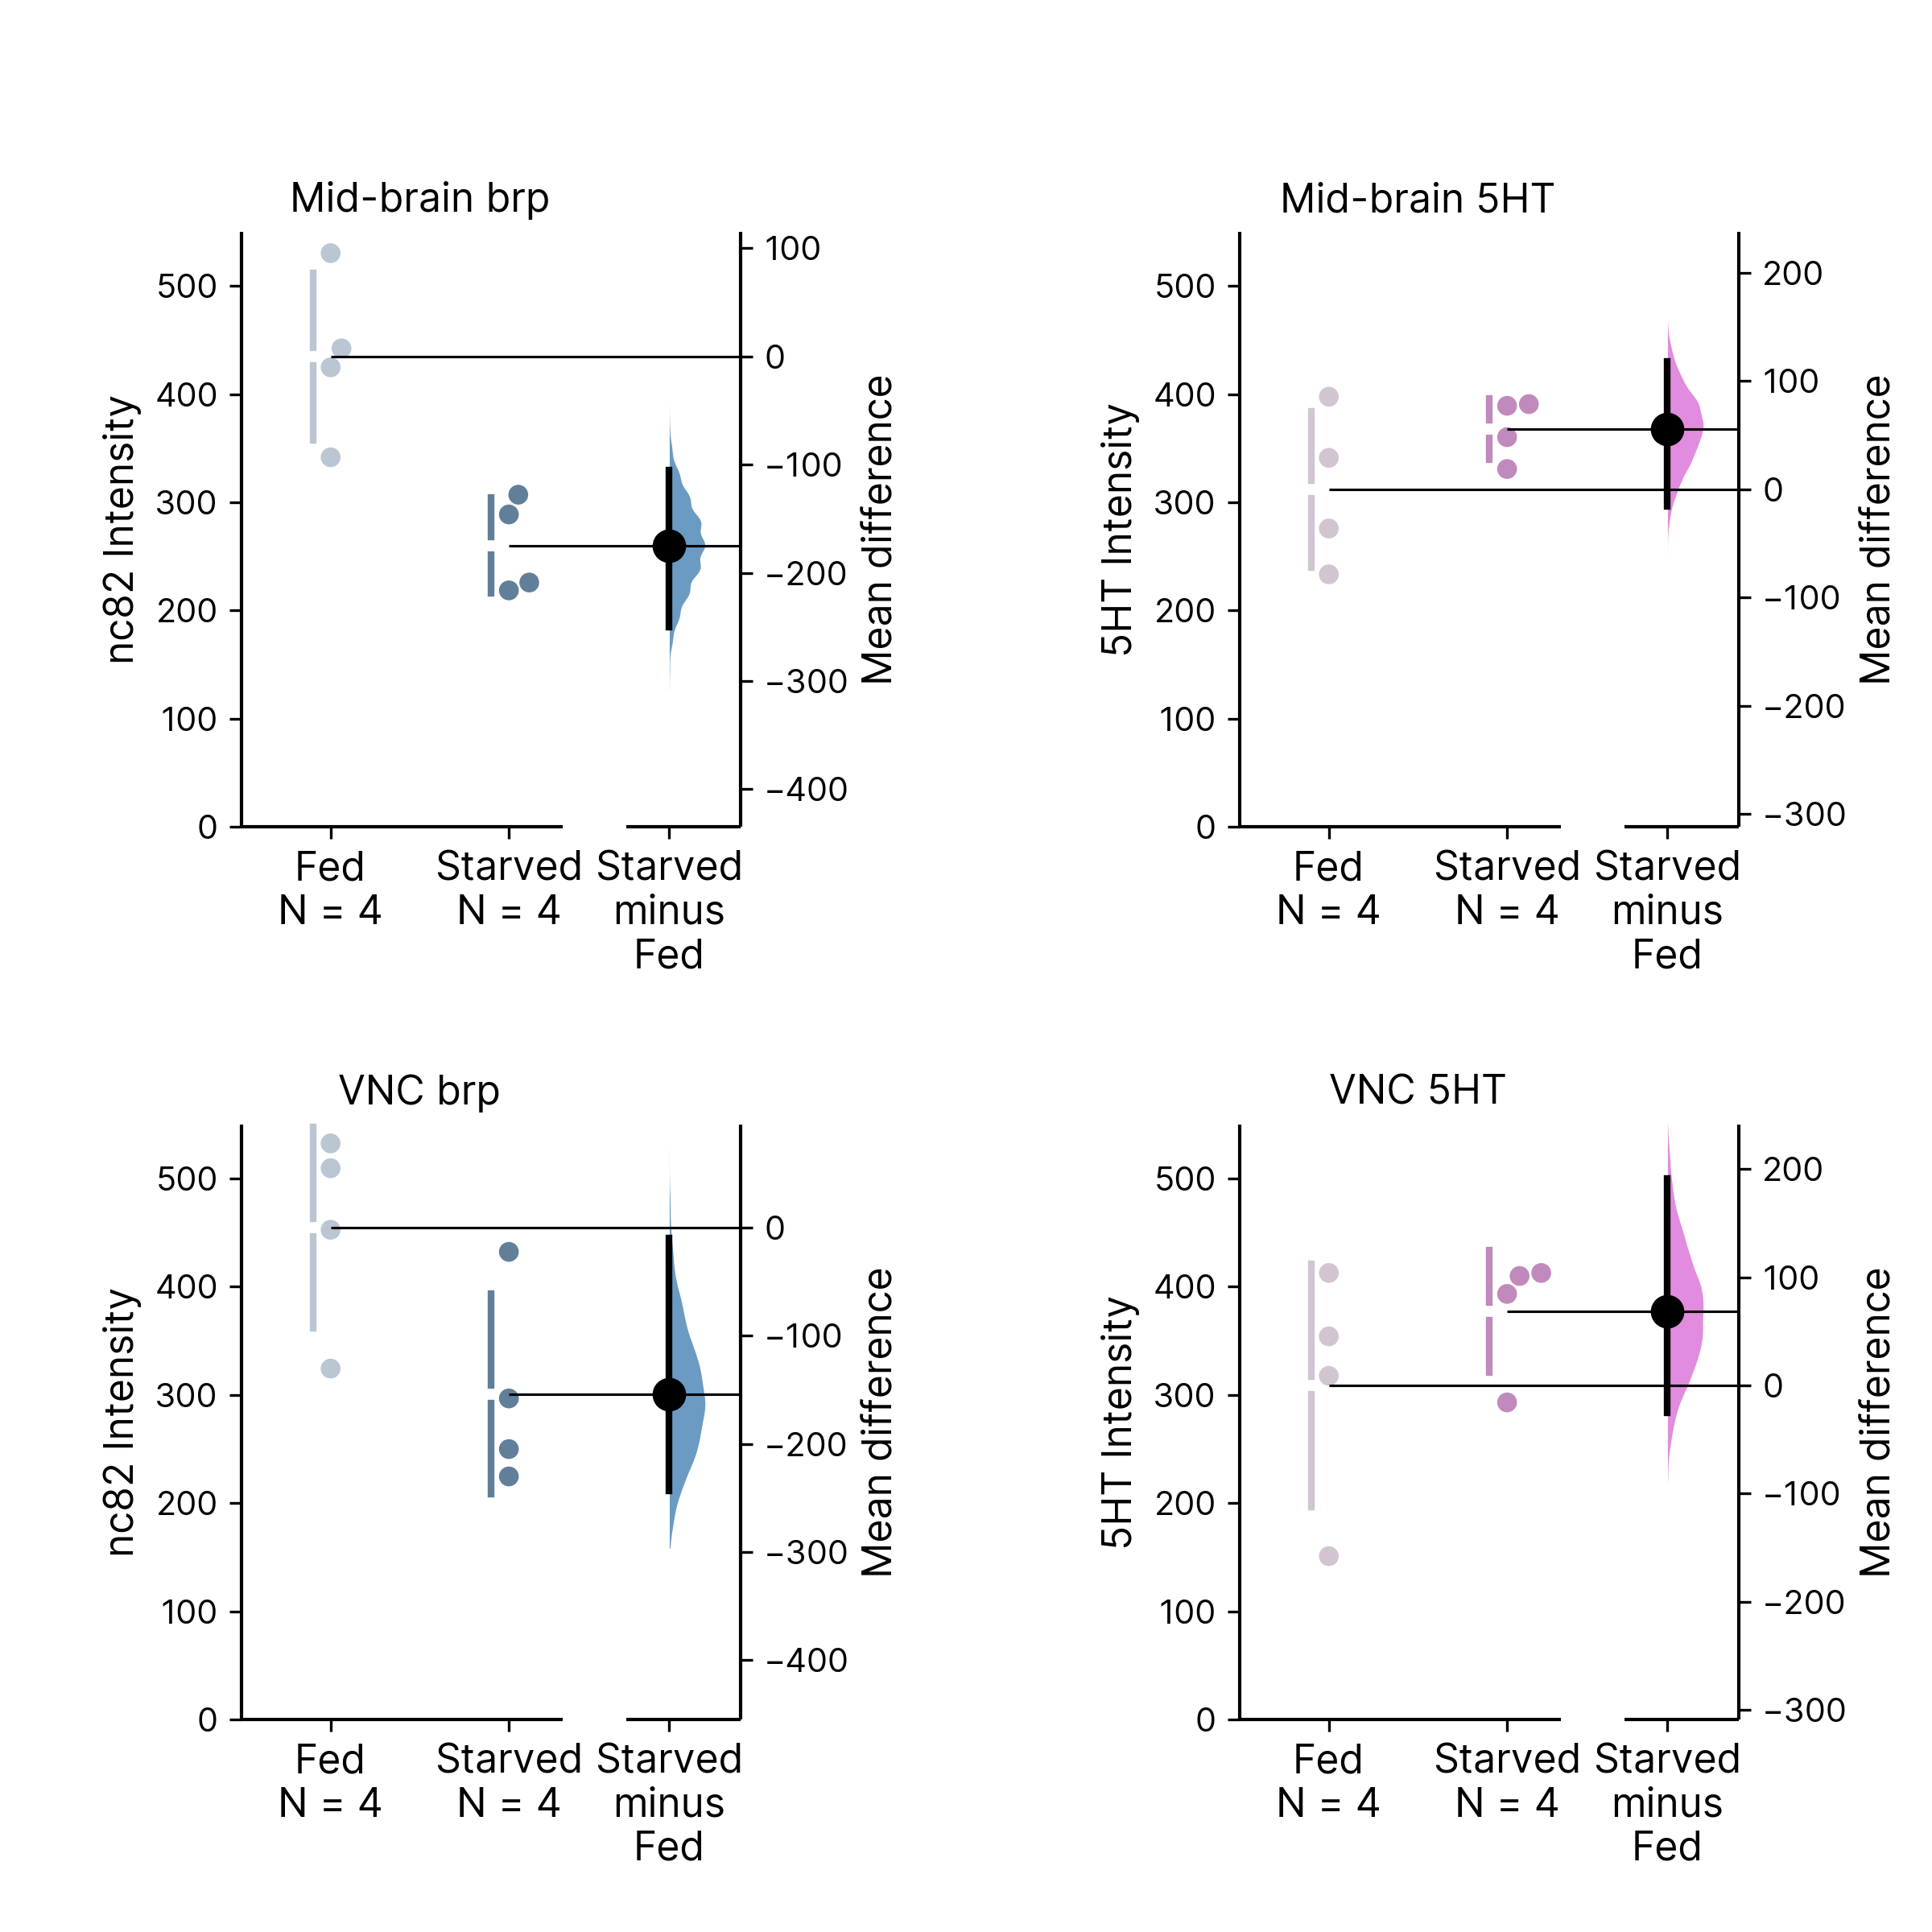 Mid-brain brp
nc82 Intensity
500
400
300
200
100
0
100
0
−100
−200
−300
−400
Mean difference
Fed
N = 4
Starved
N = 4
Starved
minus
Fed
Mid-brain 5HT
5HT Intensity
500
400
300
200
100
0
200
100
0
−100
−200
−300
Mean difference
Fed
N = 4
Starved
N = 4
Starved
minus
Fed
VNC brp
nc82 Intensity
500
400
300
200
100
0
0
−100
−200
−300
−400
Mean difference
Fed
N = 4
Starved
N = 4
Starved
minus
Fed
VNC 5HT
5HT Intensity
500
400
300
200
100
0
200
100
0
−100
−200
−300
Mean difference
Fed
N = 4
Starved
N = 4
Starved
minus
Fed